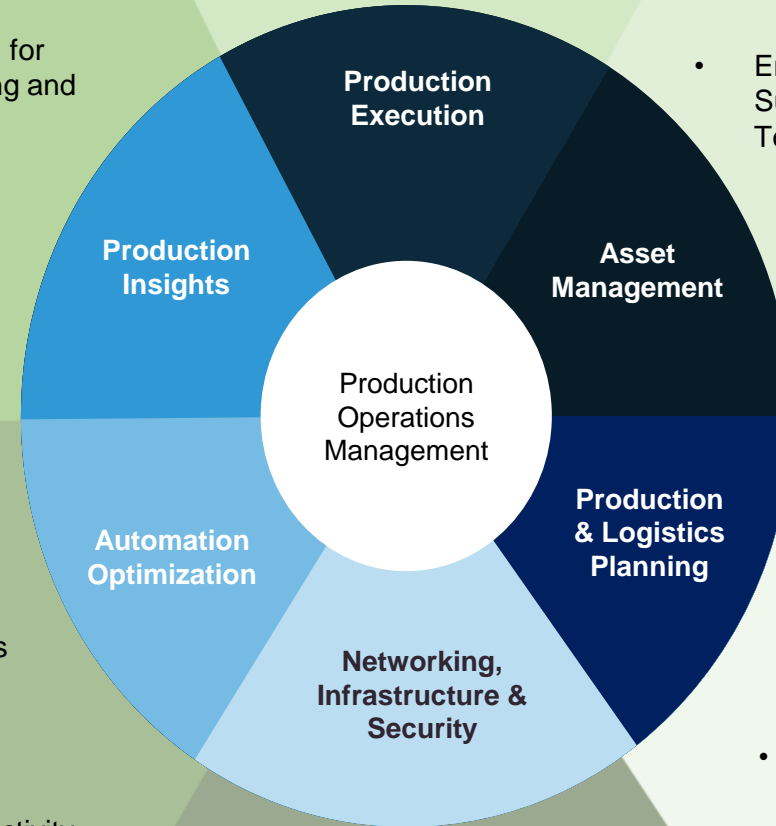 for
ng and
Production
Execution
Production
Insights
Asset
Management
Production
Operations
Management
Automation
Optimization
Production
& Logistics
Planning
Networking,
Infrastructure &
Security